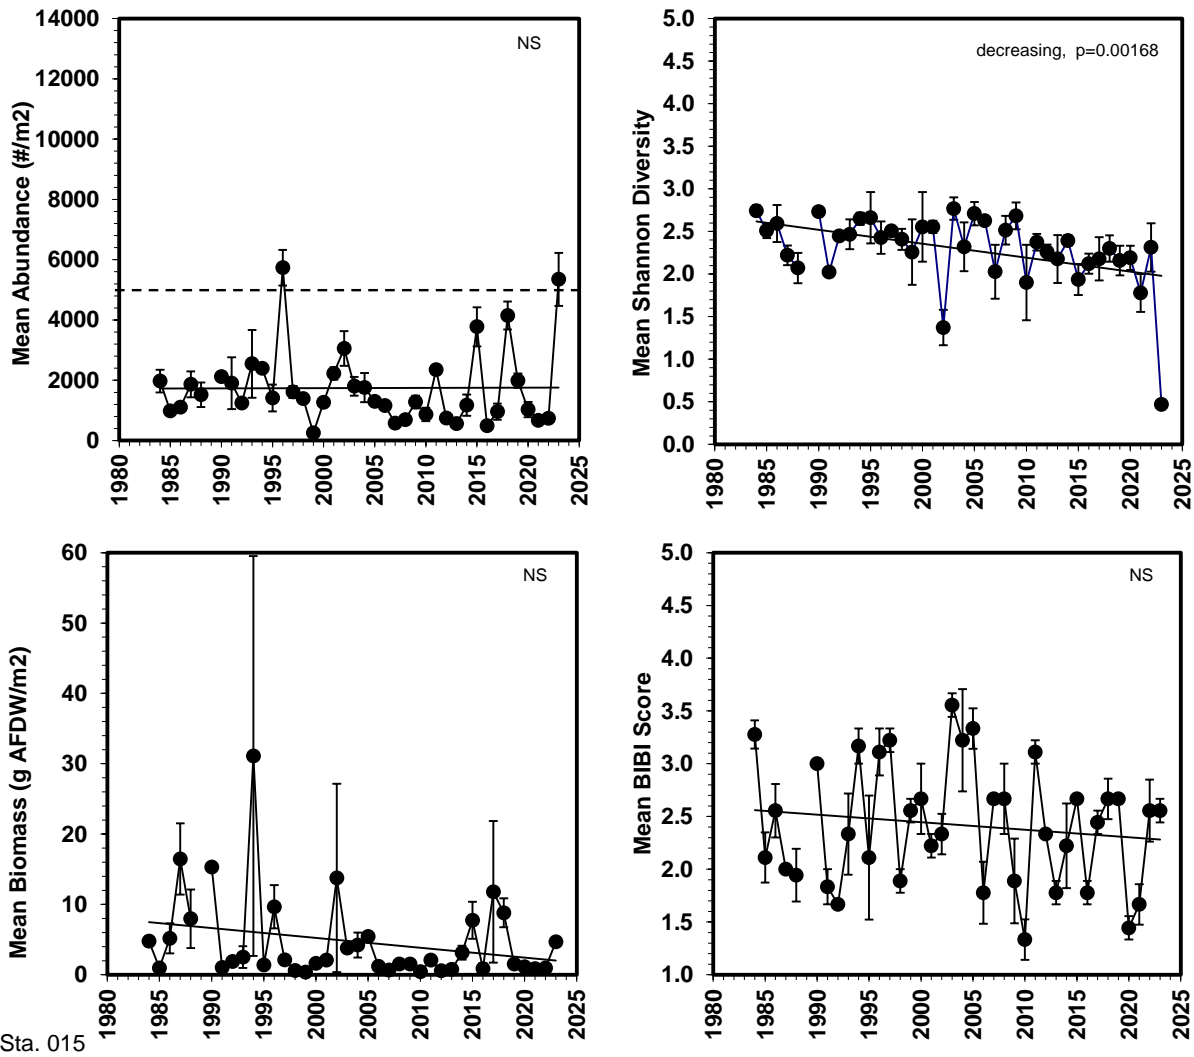 Mean Abundance (#/m2)
14000
12000
10000
8000
6000
4000
2000
0
NS
1980 1985 1990 1995 2000 2005 2010 2015 2020 2025
Mean Shannon Diversity
5.0
4.5
4.0
3.5
3.0
2.5
2.0
1.5
1.0
0.5
0.0
decreasing, p=0.00168
1980 1985 1990 1995 2000 2005 2010 2015 2020 2025
Mean Biomass (g AFDW/m2)
60
50
40
30
20
10
0
NS
1980 1985 1990 1995 2000 2005 2010 2015 2020 2025
Mean BIBI Score
5.0
4.5
4.0
3.5
3.0
2.5
2.0
1.5
1.0
NS
1980 1985 1990 1995 2000 2005 2010 2015 2020 2025
Sta. 015